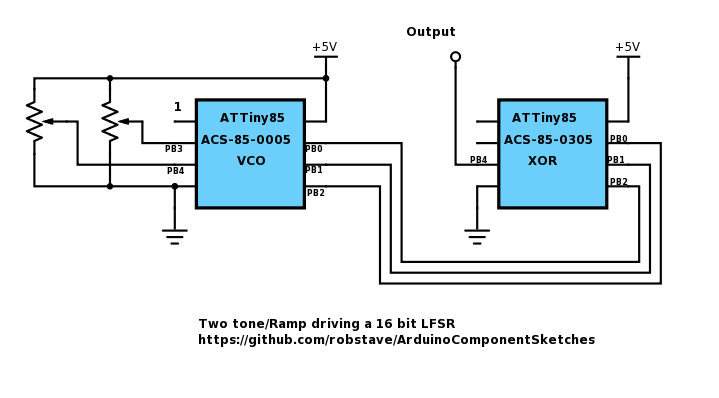 Output
+5V
+5V
1
ATTiny85
ACS-85-0005
VCO
PB3
PB4
PB0
PB1
PB2
ATTiny85
ACS-85-0305
XOR
PB4
PB0
PB1
PB2
Two tone/Ramp driving a 16 bit LFSR
https://github.com/robstave/ArduinoComponentSketches